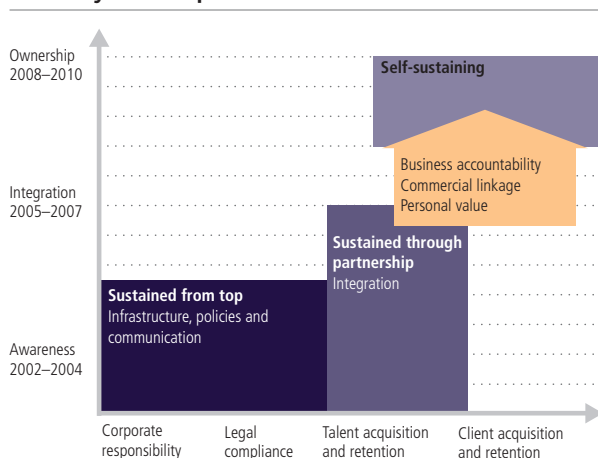 Ownership
2008–2010
Self-sustaining
Business accountability
Commercial linkage
Personal value
Integration
2005–2007
Sustained through
partnership
Integration
Sustained from top
Infrastructure, policies and
communication
Awareness
2002–2004
Corporate
responsibility
Legal
compliance
Talent acquisition
and retention
Client acquisition
and retention